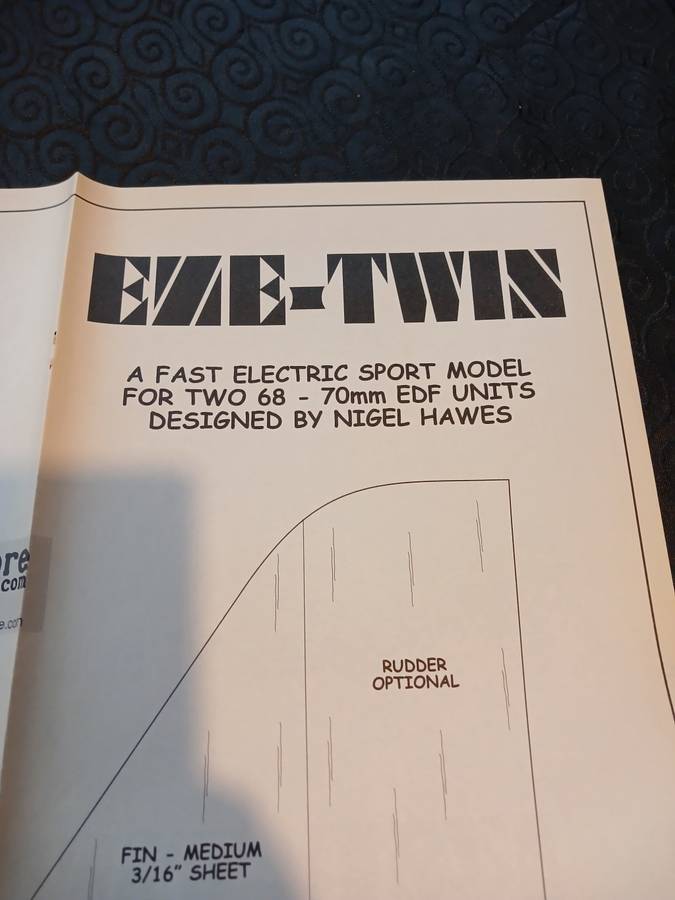 EZE-TWIN
A FAST ELECTRIC SPORT MODEL
FOR TWO 68 - 70mm EDF UNITS
DESIGNED BY NIGEL HAWES
RUDDER
OPTIONAL
FIN - MEDIUM
3/16" SHEET